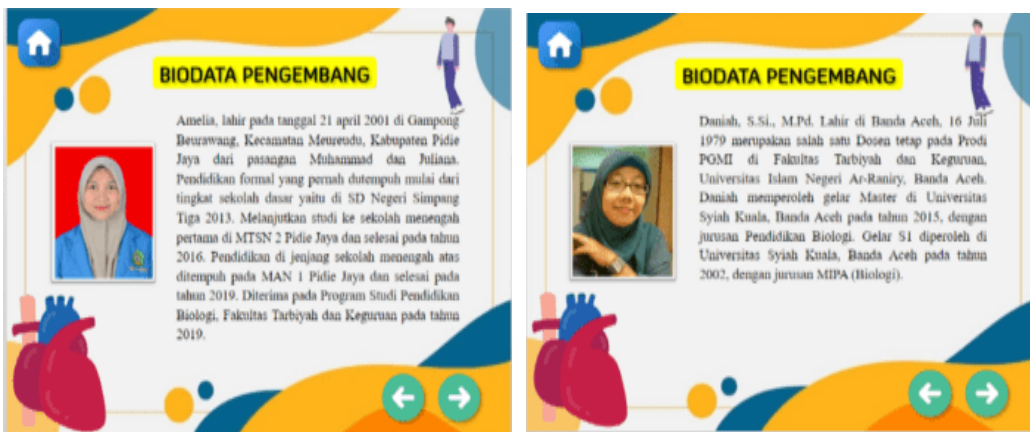 BIODATA PENGEMBANG
Amelia, lahir pada tanggal 21 april 2001 di Gampong
Beurawang, Kecamatan Meureudu, Kabupaten Pidie
Jaya dari pasangan Muhammad dan Juliana.
Pendidikan formal yang pernah dutempuh mulai dari
tingkat sekolah dasar yaitu di SD Negeri Simpang
Tiga 2013. Melanjutkan studi ke sekolah menengah
pertama di MTSN 2 Pidie Jaya dan selesai pada tahun
2016. Pendidikan di jenjang sekolah menengah atas
ditempuh pada MAN 1 Pidie Jaya dan selesai pada
tahun 2019. Diterima pada Program Studi Pendidikan
Biologi, Fakultas Tarbiyah dan Keguruan pada tahun
2019.
BIODATA PENGEMBANG
Daniah, S.Si., M.Pd. Lahir di Banda Aceh, 16 Juli
1979 merupakan salah satu Dosen tetap pada Prodi
PGMI di Fakultas Tarbiyah dan Keguruan,
Universitas Islam Negeri Ar-Raniry, Banda Aceh.
Daniah memperoleh gelar Master di Universitas
Syiah Kuala, Banda Aceh pada tahun 2015, dengan
jurusan Pendidikan Biologi. Gelar S1 diperoleh di
Universitas Syiah Kuala, Banda Aceh pada tahun
2002, dengan jurusan MIPA (Biologi).